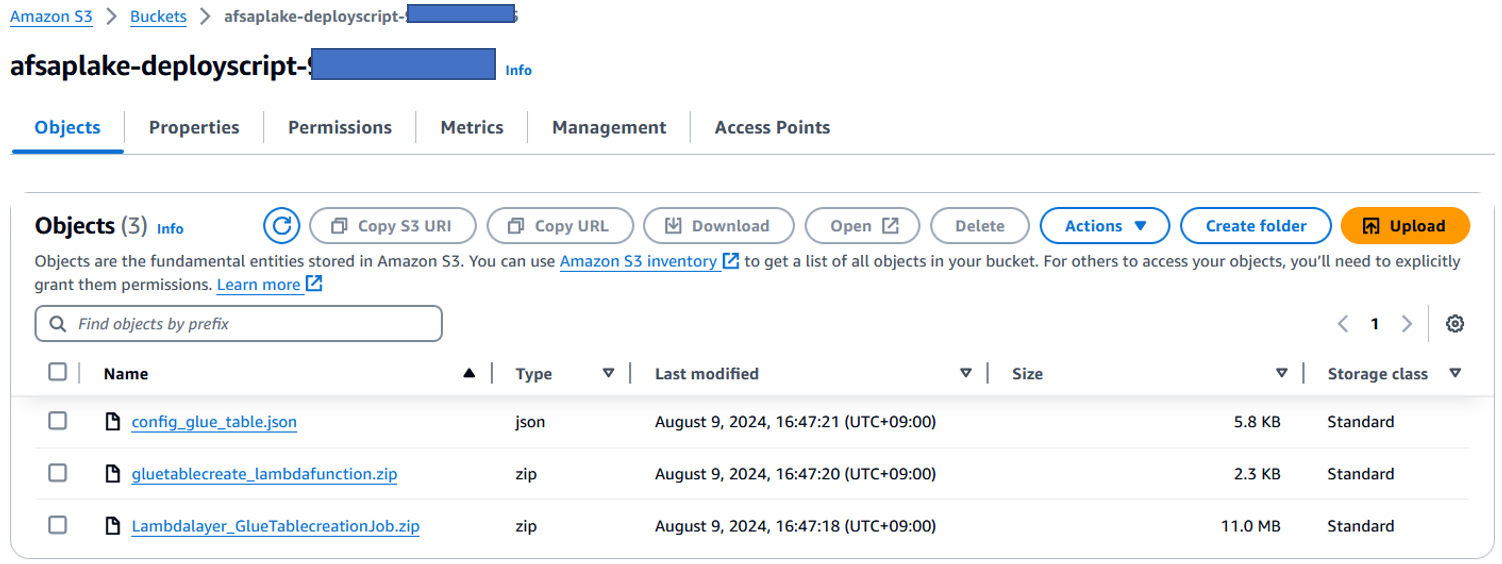 Amazon S3 > Buckets > afsaplake-deployscript-
afsaplake-deployscript- Info
Objects Properties Permissions Metrics Management Access Points
Objects (3) Info Copy S3 URI Copy URL Download Open Delete Actions Create folder Upload
Objects are the fundamental entities stored in Amazon S3. You can use Amazon S3 inventory to get a list of all objects in your bucket. For others to access your objects, you'll need to explicitly
grant them permissions. Learn more
Find objects by prefix 1
Name Type Last modified Size Storage class
config_glue_table.json json August 9, 2024, 16:47:21 (UTC+09:00) 5.8 KB Standard
gluetablecreate_lambdafunction.zip zip August 9, 2024, 16:47:20 (UTC+09:00) 2.3 KB Standard
Lambdalayer_GlueTablecreationJob.zip zip August 9, 2024, 16:47:18 (UTC+09:00) 11.0 MB Standard